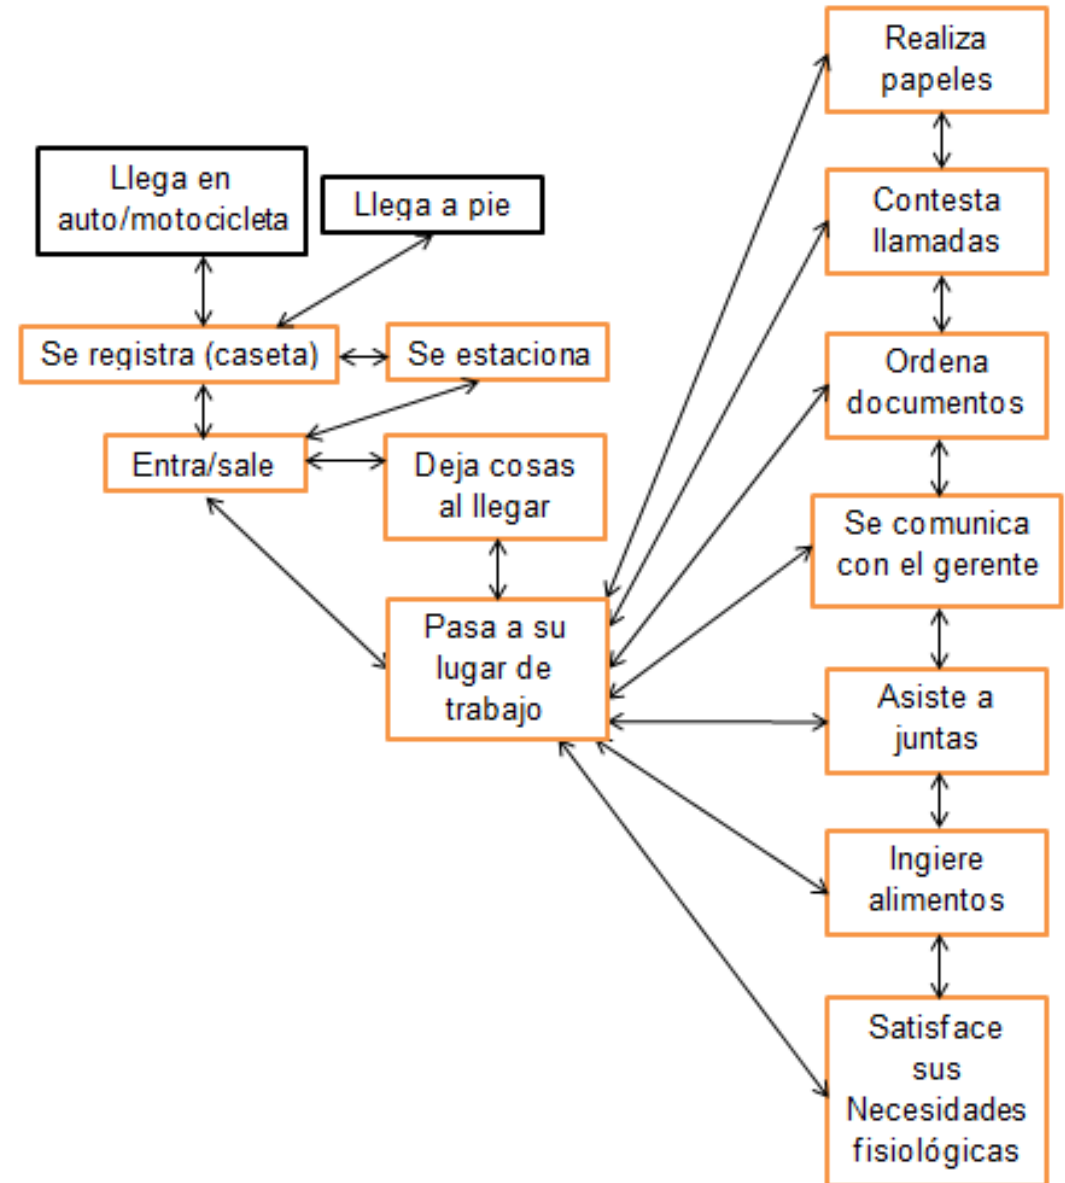 Llega en
auto/motocicleta
Llega a pie
Se registra (caseta)
Se estaciona
Entra/sale
Deja cosas
al llegar
Pasa a su
lugar de
trabajo
Realiza
papeles
Contesta
llamadas
Ordena
documentos
Se comunica
con el gerente
Asiste a
juntas
Ingiere
alimentos
Satisface
sus
Necesidades
fisiológicas